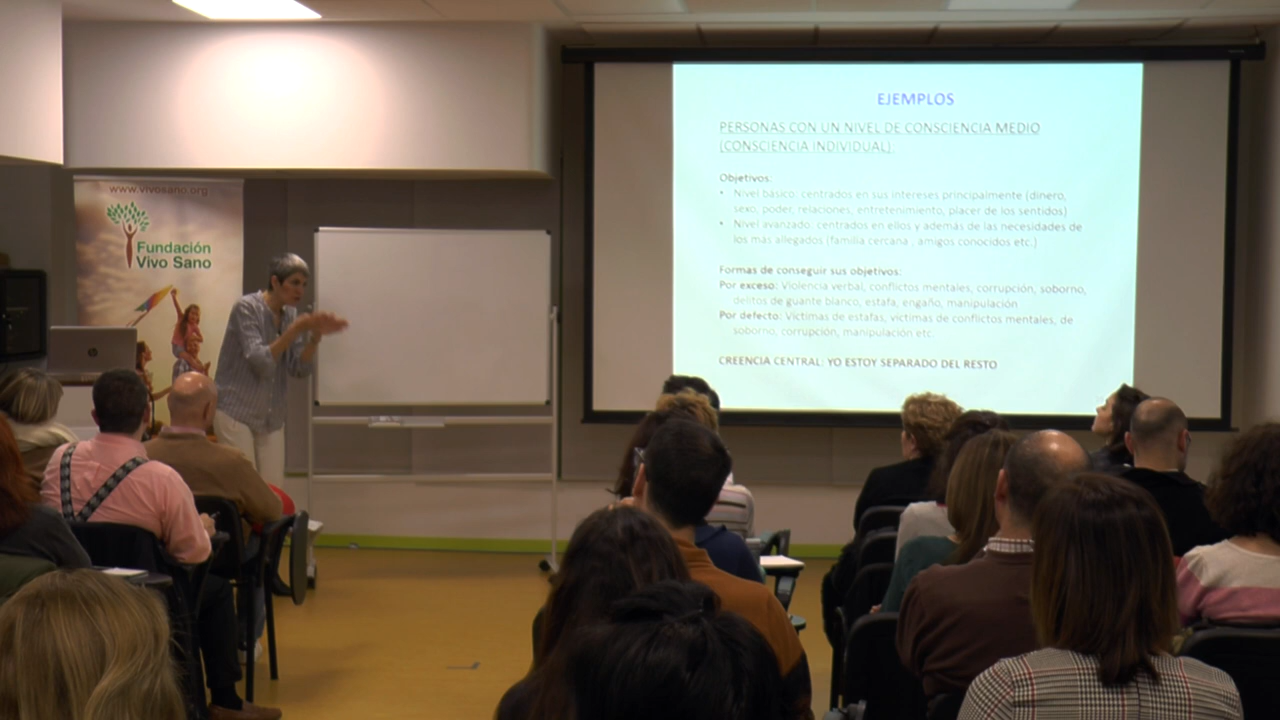 www.vivosano.org
Fundación
Vivo Sano
EJEMPLOS
PERSONAS CON UN NIVEL DE CONSCIENCIA MEDIO
(CONSCIENCIA INDIVIDUAL)
Objetivos:
• Nivel básico: centrados en sus intereses principalmente (dinero,
sexo, poder, relaciones, entretenimiento, placer de los sentidos)
• Nivel avanzado: centrados en ellos y además de las necesidades de
los más allegados (familia cercana , amigos conocidos etc.)
Formas de conseguir sus objetivos:
Por exceso: Violencia verbal, conflictos mentales, corrupción, soborno,
delitos de guante blanco, estafa, engaño, manipulación
Por defecto: Víctimas de estafas, víctimas de conflictos mentales, de
soborno, corrupción, manipulación etc.
CREENCIA CENTRAL: YO ESTOY SEPARADO DEL RESTO
hp